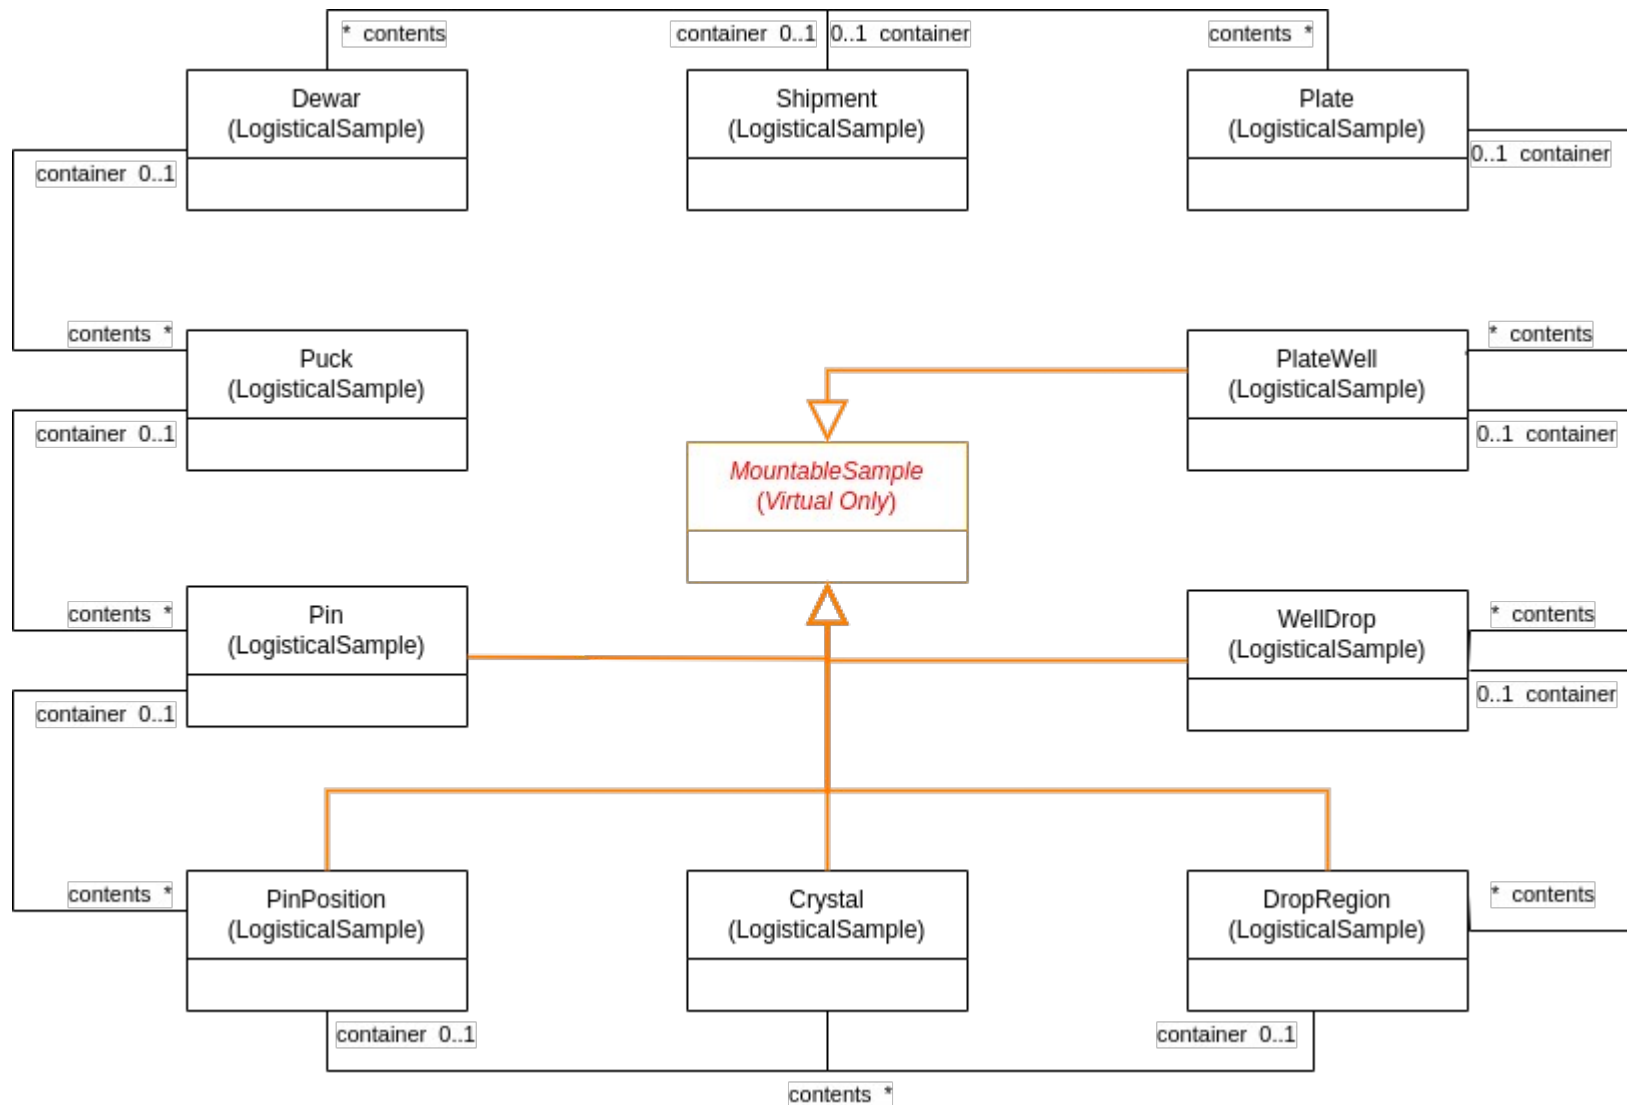 * contents
container 0..1
0..1 container
contents *
Dewar
(LogisticalSample)
Shipment
(LogisticalSample)
Plate
(LogisticalSample)
container 0..1
0..1 container
contents *
Puck
(LogisticalSample)
PlateWell
(LogisticalSample)
* contents
container 0..1
0..1 container
MountableSample
(Virtual Only)
contents *
Pin
(LogisticalSample)
WellDrop
(LogisticalSample)
* contents
container 0..1
0..1 container
contents *
PinPosition
(LogisticalSample)
Crystal
(LogisticalSample)
DropRegion
(LogisticalSample)
* contents
container 0..1
container 0..1
contents *